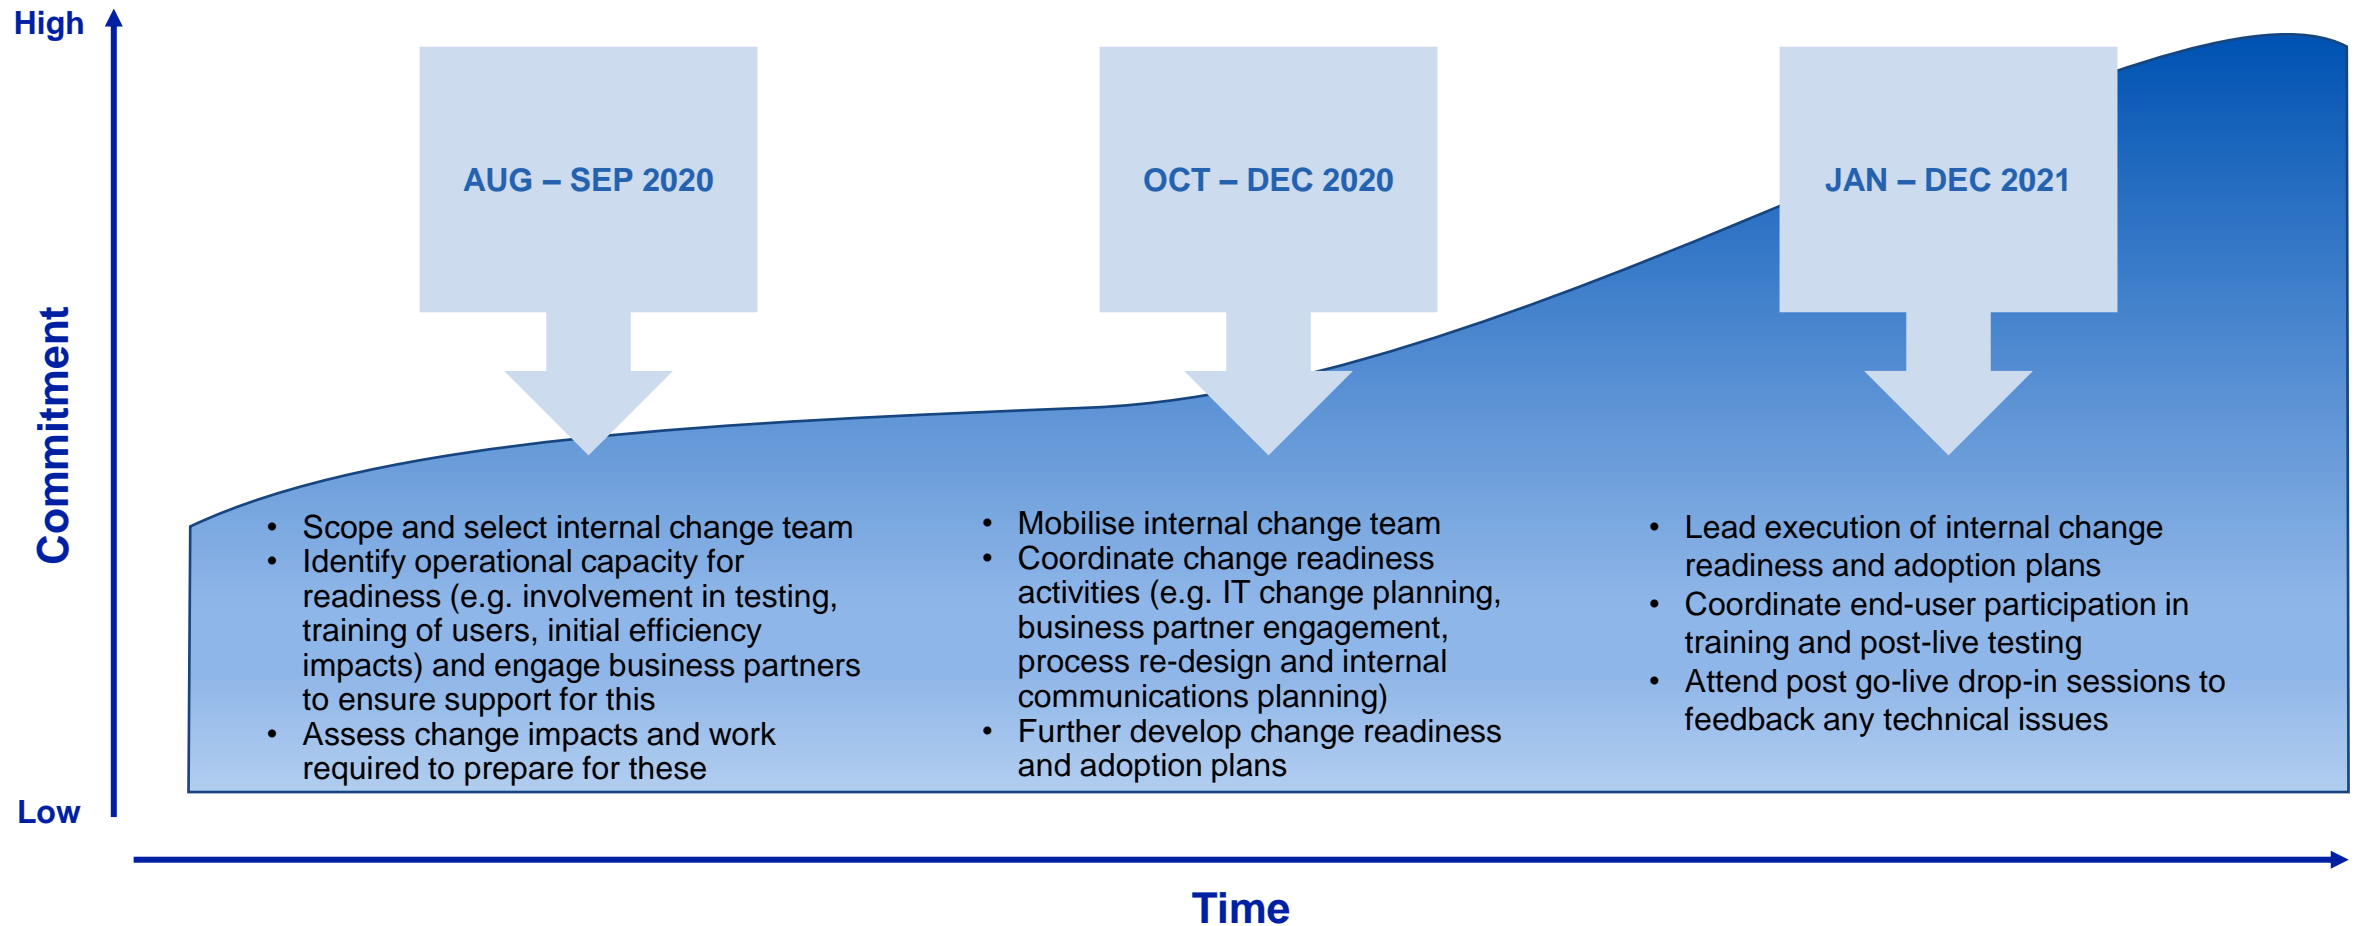 High
AUG – SEP 2020
OCT – DEC 2020
JAN – DEC 2021
Commitment
• Scope and select internal change team
• Identify operational capacity for
readiness (e.g. involvement in testing,
training of users, initial efficiency
impacts) and engage business partners
to ensure support for this
• Assess change impacts and work
required to prepare for these
• Mobilise internal change team
• Coordinate change readiness
activities (e.g. IT change planning,
business partner engagement,
process re-design and internal
communications planning)
• Further develop change readiness
and adoption plans
• Lead execution of internal change
readiness and adoption plans
• Coordinate end-user participation in
training and post-live testing
• Attend post go-live drop-in sessions to
feedback any technical issues
Low
Time